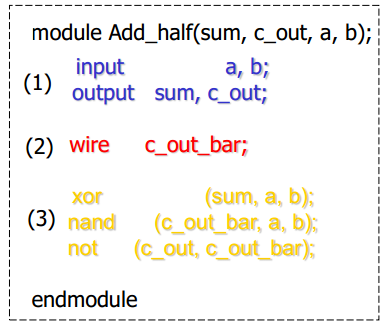 module Add_half(sum, c_out, a, b);
(1) input a, b;
output sum, c_out;
(2) wire c_out_bar;
xor (sum, a, b);
(3) nand (c_out_bar, a, b);
not (c_out, c_out_bar);
endmodule